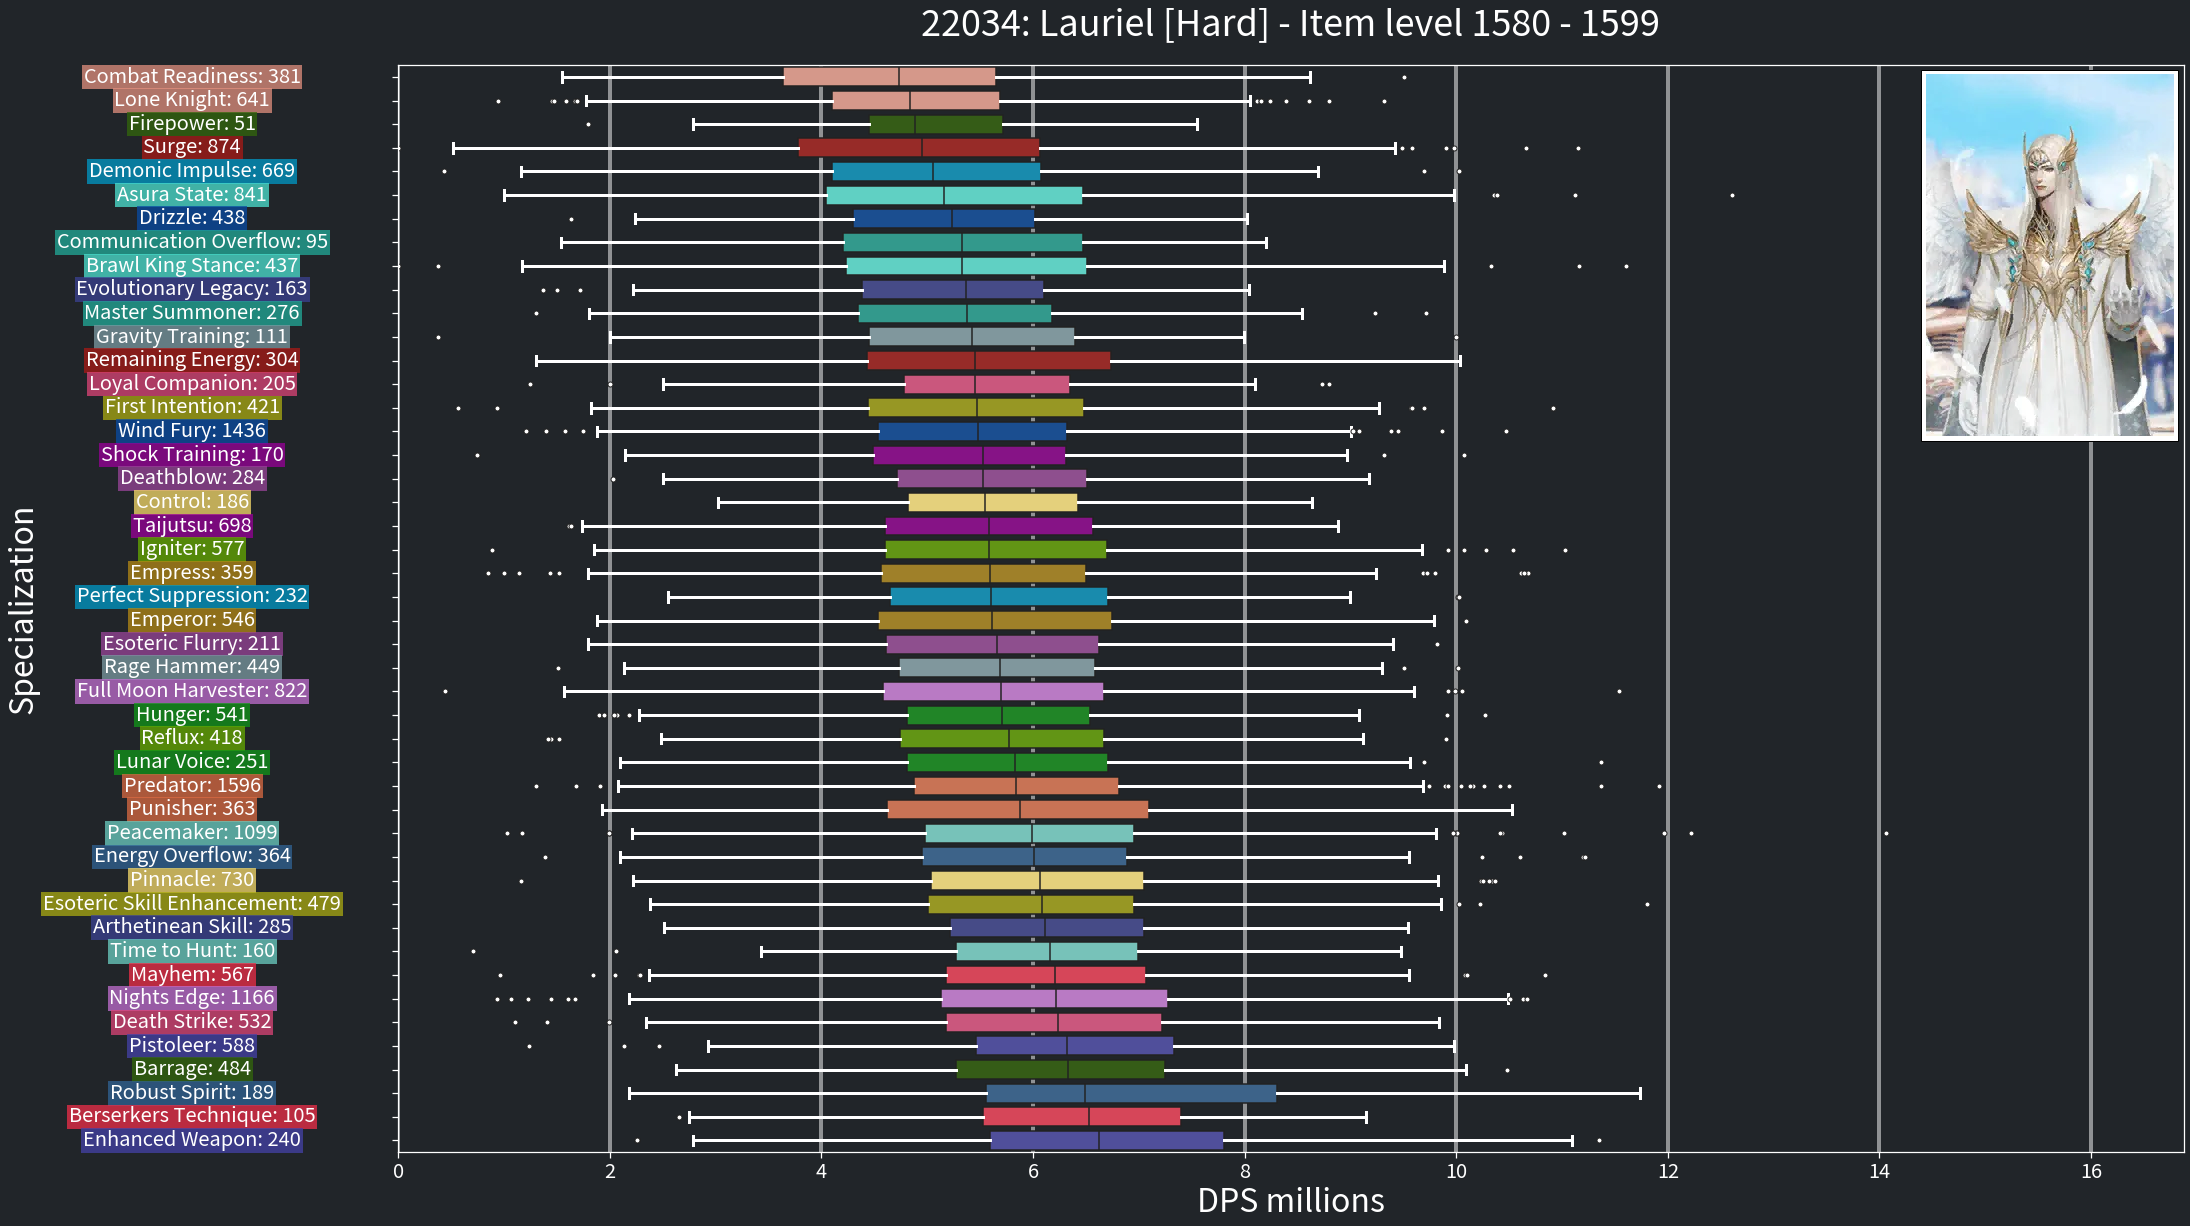 22034: Lauriel [Hard] - Item level 1580 - 1599
Specialization
Combat Readiness: 381
Lone Knight: 641
Firepower: 51
Surge: 874
Demonic Impulse: 669
Asura State: 841
Drizzle: 438
Communication Overflow: 95
Brawl King Stance: 437
Evolutionary Legacy: 163
Master Summoner: 276
Gravity Training: 111
Remaining Energy: 304
Loyal Companion: 205
First Intention: 421
Wind Fury: 1436
Shock Training: 170
Deathblow: 284
Control: 186
Taijutsu: 698
Igniter: 577
Empress: 359
Perfect Suppression: 232
Emperor: 546
Esoteric Flurry: 211
Rage Hammer: 449
Full Moon Harvester: 822
Hunger: 541
Reflux: 418
Lunar Voice: 251
Predator: 1596
Punisher: 363
Peacemaker: 1099
Energy Overflow: 364
Pinnacle: 730
Esoteric Skill Enhancement: 479
Arthetinean Skill: 285
Time to Hunt: 160
Mayhem: 567
Nights Edge: 1166
Death Strike: 532
Pistoleer: 588
Barrage: 484
Robust Spirit: 189
Berserkers Technique: 105
Enhanced Weapon: 240
0 2 4 6 8 10 12 14 16
DPS millions